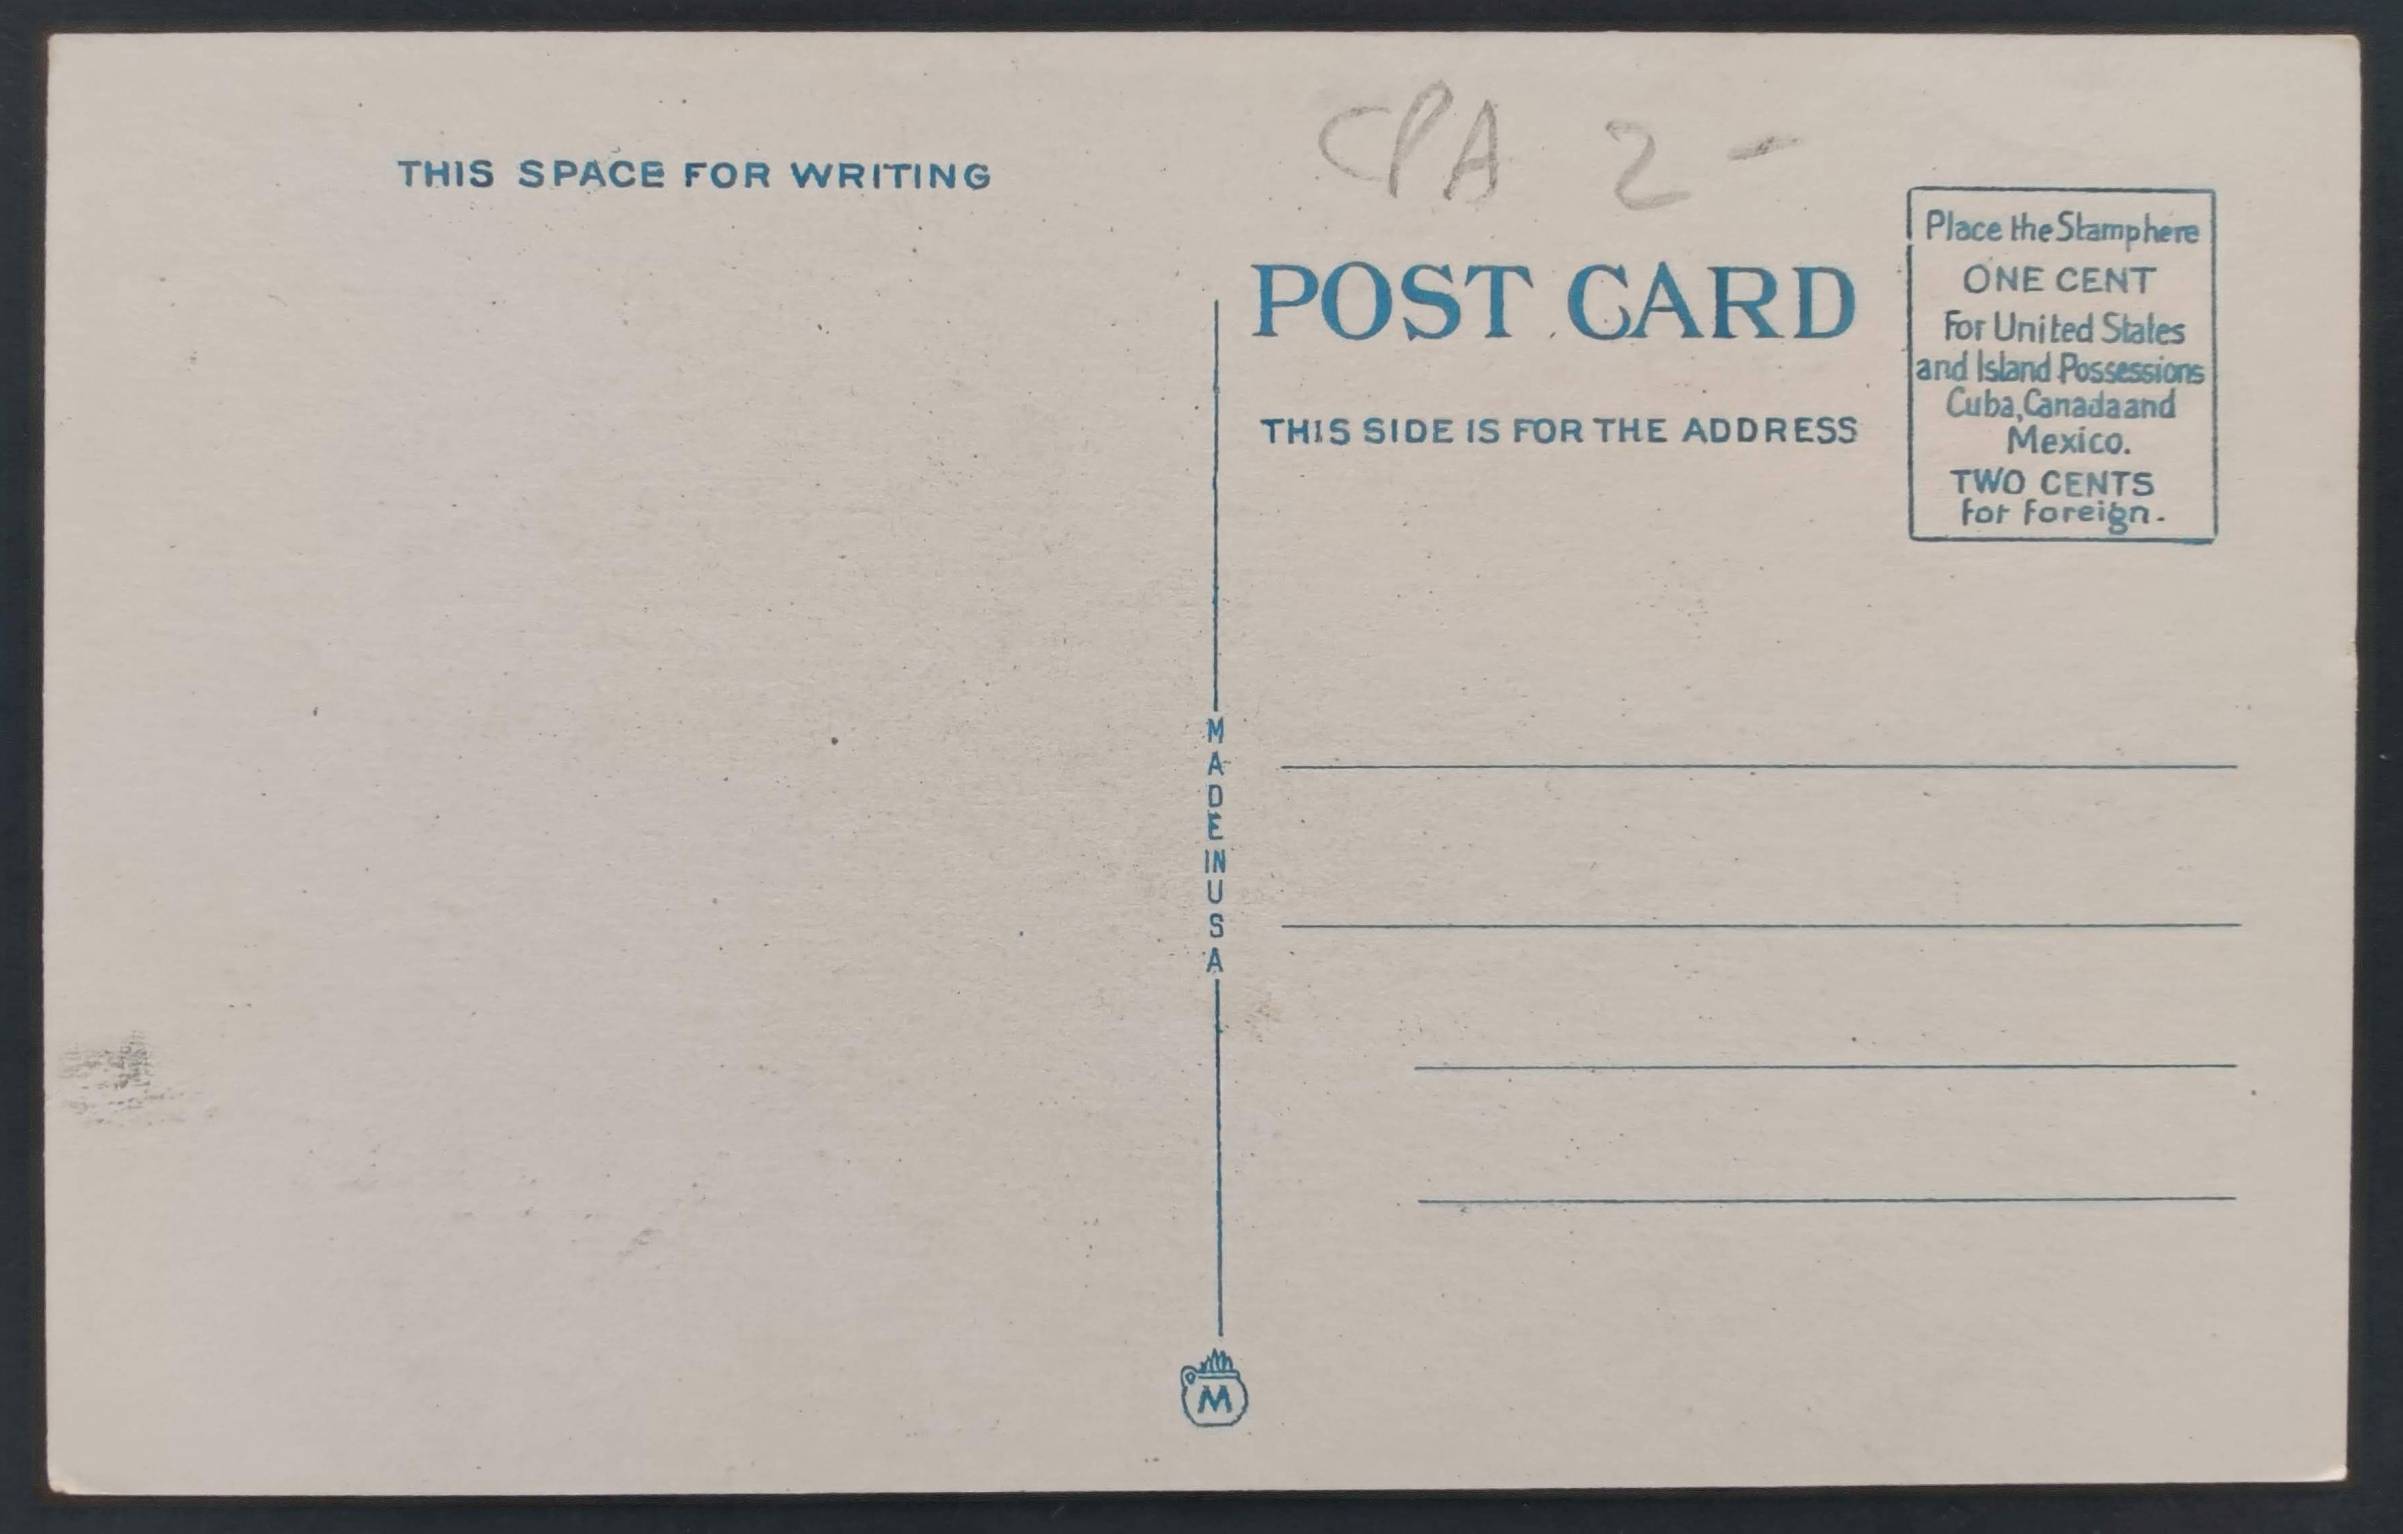 THIS SPACE FOR WRITING
CPA 2 -
POST CARD
THIS SIDE IS FOR THE ADDRESS
Place the Stamp here
ONE CENT
For United States
and Island Possessions
Cuba, Canada and
Mexico.
TWO CENTS
for foreign.
MADE IN USA
M